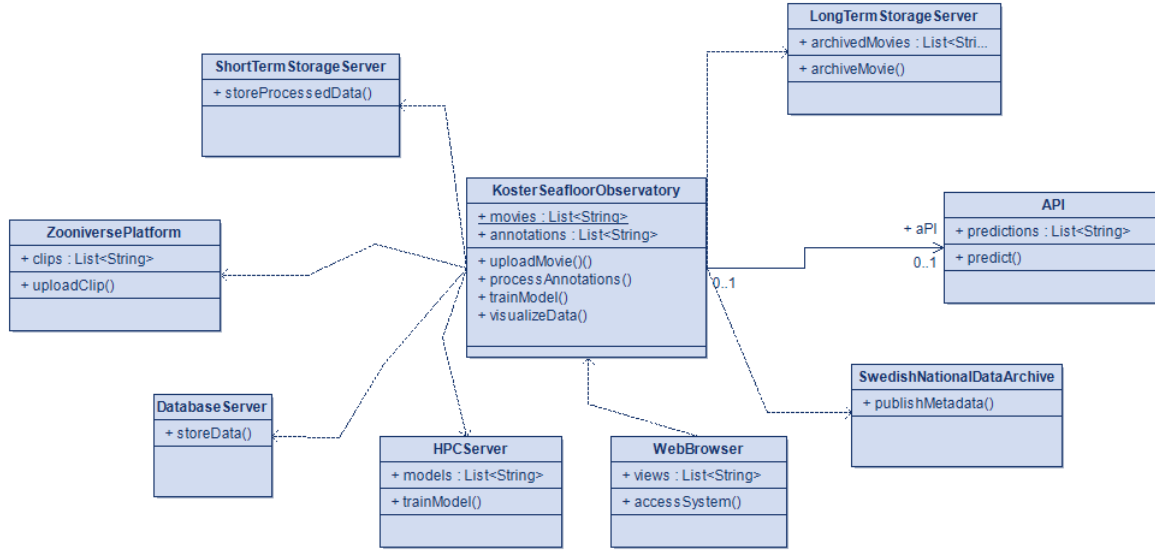 LongTermStorageServer
+ archivedMovies : List<Stri...
+ archiveMovie()
ShortTermStorageServer
+ storeProcessedData()
KosterSeafloorObservatory
+ movies : List<String>
+ annotations : List<String>
+ uploadMovie()()
+ processAnnotations()
+ trainModel()
+ visualizeData()
API
+ predictions : List<String>
+ predict()
+ aPI
0..1
0..1
ZooniversePlatform
+ clips : List<String>
+ uploadClip()
SwedishNationalDataArchive
+ publishMetadata()
DatabaseServer
+ storeData()
HPCServer
+ models : List<String>
+ trainModel()
WebBrowser
+ views : List<String>
+ accessSystem()